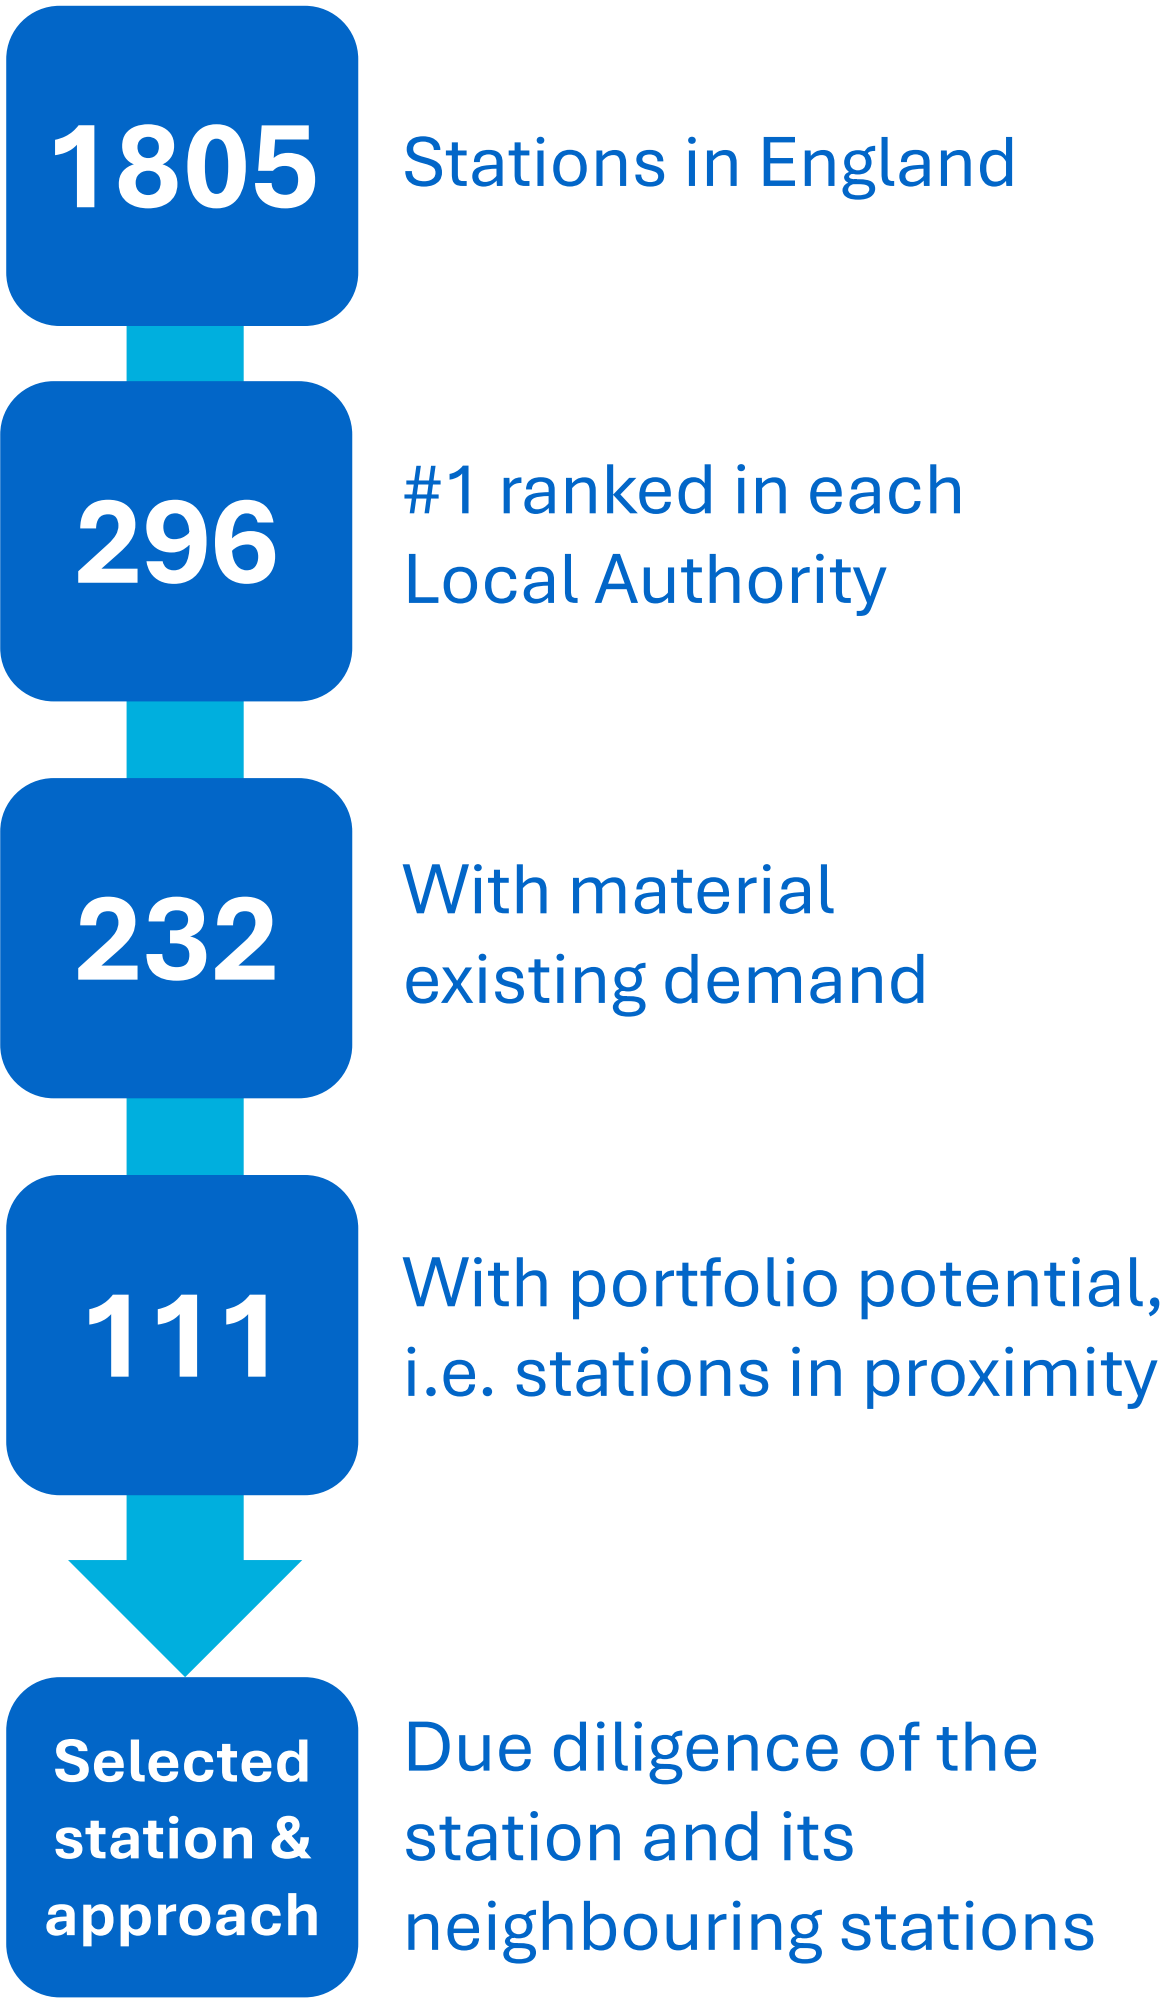 1805
Stations in England
296
#1 ranked in each
Local Authority
232
With material
existing demand
111
With portfolio potential,
i.e. stations in proximity
Selected
station &
approach
Due diligence of the
station and its
neighbouring stations